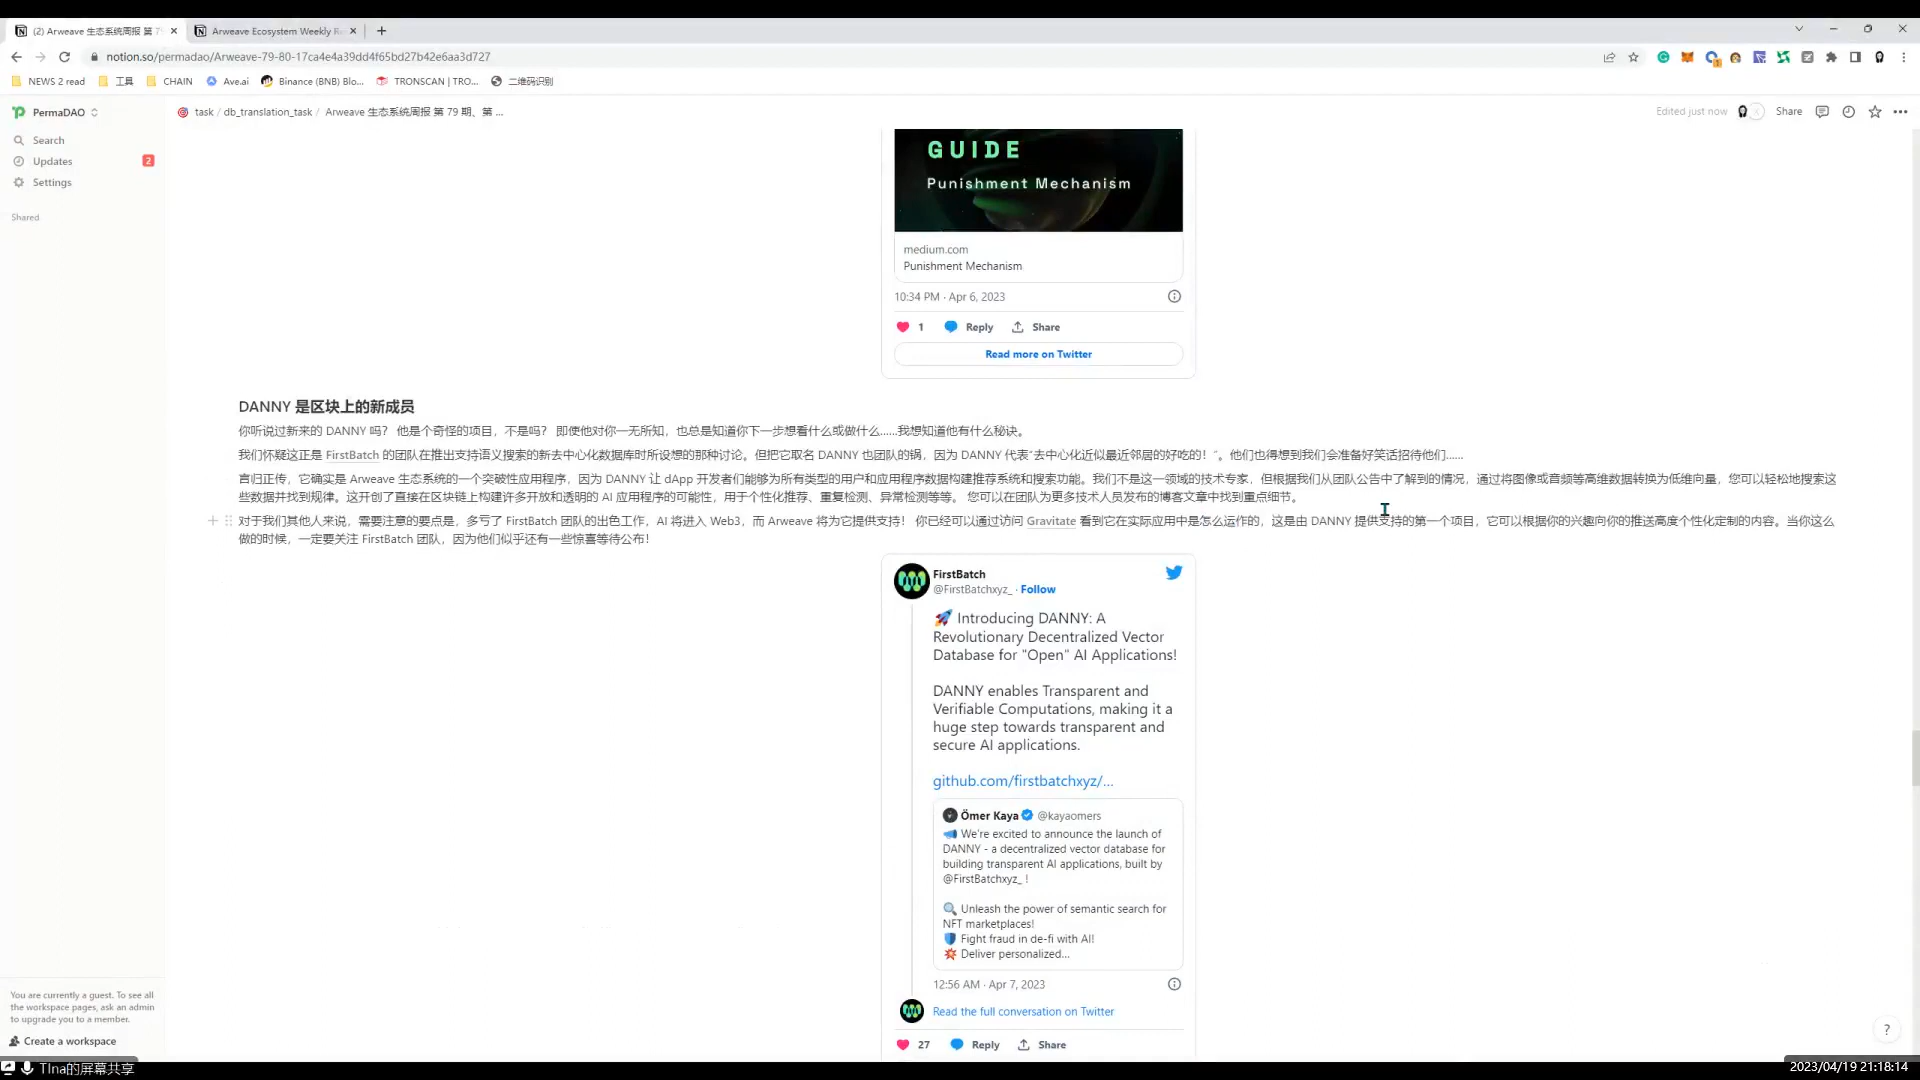 (2) Arweave 生态系统周报 第 7
Arweave Ecosystem Weekly Re
notion.so/permadao/Arweave-79-80-17ca4e4a39dd4f65bd27b42e6aa3d727
NEWS 2 read
工具
CHAIN
Ave.ai
Binance (BNB) Blo...
TRONSCAN | TRO...
二维码识别
PermaDAO
task / db_translation_task / Arweave 生态系统周报 第 79 期、第 ...
Edited just now
Share
Search
Updates
2
Settings
Shared
GUIDE
Punishment Mechanism
medium.com
Punishment Mechanism
10:34 PM · Apr 6, 2023
1
Reply
Share
Read more on Twitter
DANNY 是区块上的新成员
你听说过新来的 DANNY 吗？ 他是个奇怪的项目，不是吗？ 即使他对你一无所知，也总是知道你下一步想看什么或做什么......我想知道他有什么秘诀。
我们怀疑这正是 FirstBatch 的团队在推出支持语义搜索的新去中心化数据库时所设想的那种讨论。但把它取名 DANNY 也团队的锅，因为 DANNY 代表“去中心化近似最近邻居的好吃的！”。他们也得想到我们会准备好笑话招待他们......
言归正传，它确实是 Arweave 生态系统的一个突破性应用程序，因为 DANNY 让 dApp 开发者们能够为所有类型的用户和应用程序数据构建推荐系统和搜索功能。我们不是这一领域的技术专家，但根据我们从团队公告中了解到的情况，通过将图像或音频等高维数据转换为低维向量，您可以轻松地搜索这
些数据并找到规律。这开创了直接在区块链上构建许多开放和透明的 AI 应用程序的可能性，用于个性化推荐、重复检测、异常检测等等。 您可以在团队为更多技术人员发布的博客文章中找到重点细节。
对于我们其他人来说，需要注意的要点是，多亏了 FirstBatch 团队的出色工作，AI 将进入 Web3，而 Arweave 将为它提供支持！ 你已经可以通过访问 Gravitate 看到它在实际应用中是怎么运作的，这是由 DANNY 提供支持的第一个项目，它可以根据你的兴趣向你的推送高度个性化定制的内容。当你这么
做的时候，一定要关注 FirstBatch 团队，因为他们似乎还有一些惊喜等待公布！
FirstBatch
@FirstBatchxyz_ · Follow
🚀 Introducing DANNY: A
Revolutionary Decentralized Vector
Database for "Open" AI Applications!
DANNY enables Transparent and
Verifiable Computations, making it a
huge step towards transparent and
secure AI applications.
github.com/firstbatchxyz/...
Ömer Kaya @kayaomers
📣 We're excited to announce the launch of
DANNY - a decentralized vector database for
building transparent AI applications, built by
@FirstBatchxyz_ !
🔍 Unleash the power of semantic search for
NFT marketplaces!
🛡 Fight fraud in de-fi with AI!
💥 Deliver personalized...
12:56 AM · Apr 7, 2023
Read the full conversation on Twitter
27
Reply
Share
You are currently a guest. To see all
the workspace pages, ask an admin
to upgrade you to a member.
Create a workspace
?
TIna的屏幕共享
2023/04/19 21:18:14